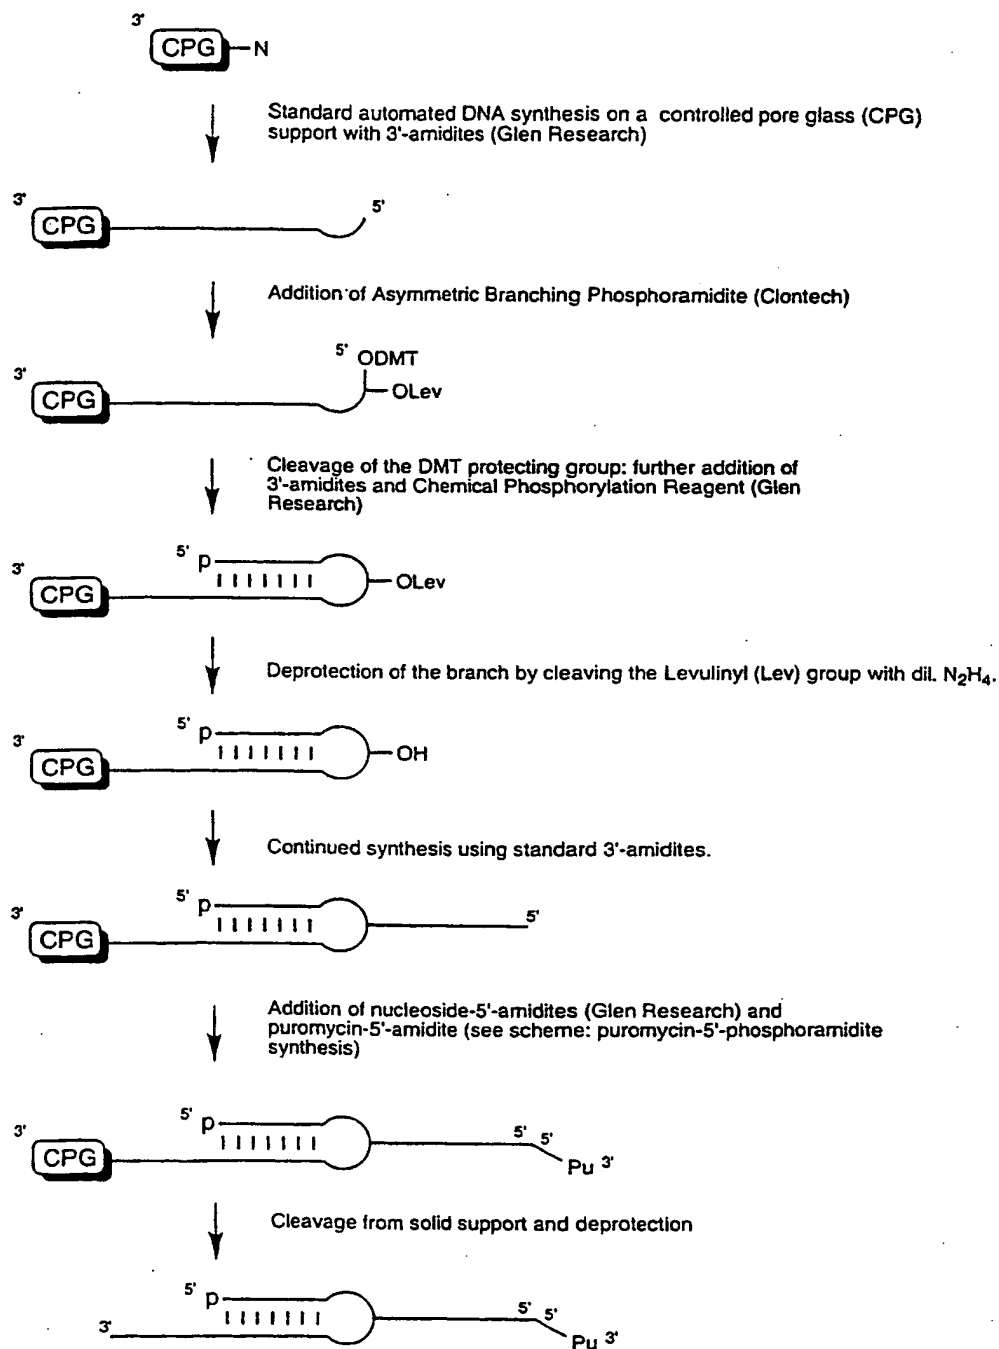 3'
CPG N
Standard automated DNA synthesis on a controlled pore glass (CPG)
support with 3'-amidites (Glen Research)
3'
CPG
5'
Addition of Asymmetric Branching Phosphoramidite (Clontech)
5' ODMT
3'
OLev
CPG
Cleavage of the DMT protecting group: further addition of
3'-amidites and Chemical Phosphorylation Reagent (Glen
Research)
5' p
3'
OLev
CPG
Deprotection of the branch by cleaving the Levulinyl (Lev) group with dil. N₂H₄.
5' p
3'
OH
CPG
Continued synthesis using standard 3'-amidites.
5' p
3'
5'
CPG
Addition of nucleoside-5'-amidites (Glen Research) and
puromycin-5'-amidite (see scheme: puromycin-5'-phosphoramidite
synthesis)
5' p
3'
5' 5'
CPG
Pu 3'
Cleavage from solid support and deprotection
5' p
5' 5'
3'
Pu 3'